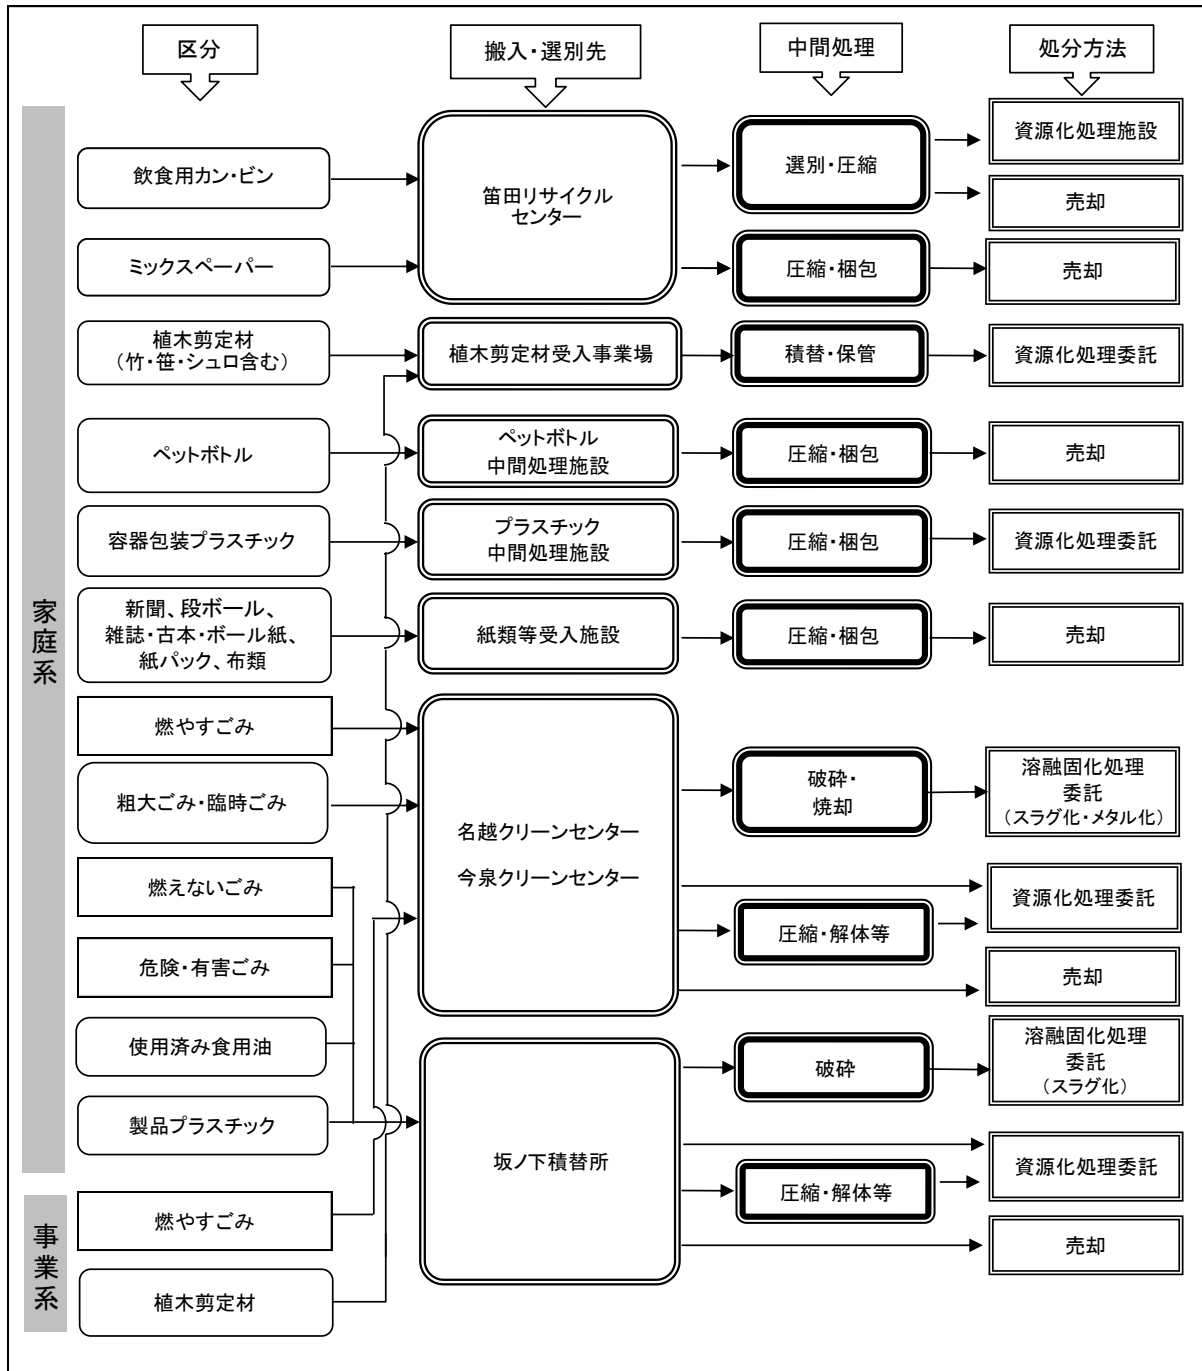 区分
搬入・選別先
中間処理
処分方法
家庭系
飲食用カン・ビン
笛田リサイクル
センター
選別・圧縮
資源化処理施設
売却
ミックスペーパー
圧縮・梱包
売却
植木剪定材
（竹・笹・シュロ含む）
植木剪定材受入事業場
積替・保管
資源化処理委託
ペットボトル
ペットボトル
中間処理施設
圧縮・梱包
売却
容器包装プラスチック
プラスチック
中間処理施設
圧縮・梱包
資源化処理委託
新聞、段ボール、
雑誌・古本・ボール紙、
紙パック、布類
紙類等受入施設
圧縮・梱包
売却
燃やすごみ
粗大ごみ・臨時ごみ
名越クリーンセンター
今泉クリーンセンター
破砕・
焼却
溶融固化処理
委託
（スラグ化・メタル化）
燃えないごみ
資源化処理委託
圧縮・解体等
危険・有害ごみ
売却
使用済み食用油
製品プラスチック
坂ノ下積替所
破砕
溶融固化処理
委託
（スラグ化）
資源化処理委託
圧縮・解体等
売却
事業系
燃やすごみ
植木剪定材